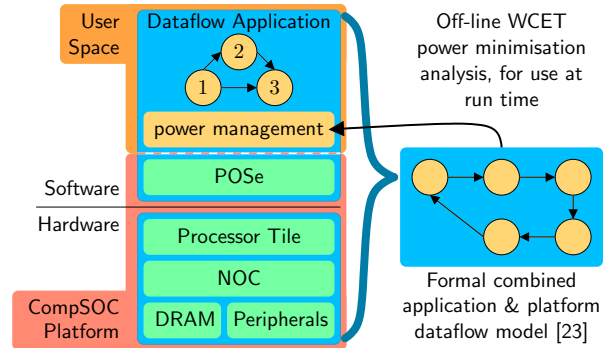 User
Space
Dataflow Application
2
1
3
power management
POSe
Software
Hardware
Processor Tile
NOC
CompSOC
Platform
DRAM
Peripherals
Off-line WCET
power minimisation
analysis, for use at
run time
Formal combined
application & platform
dataflow model [23]